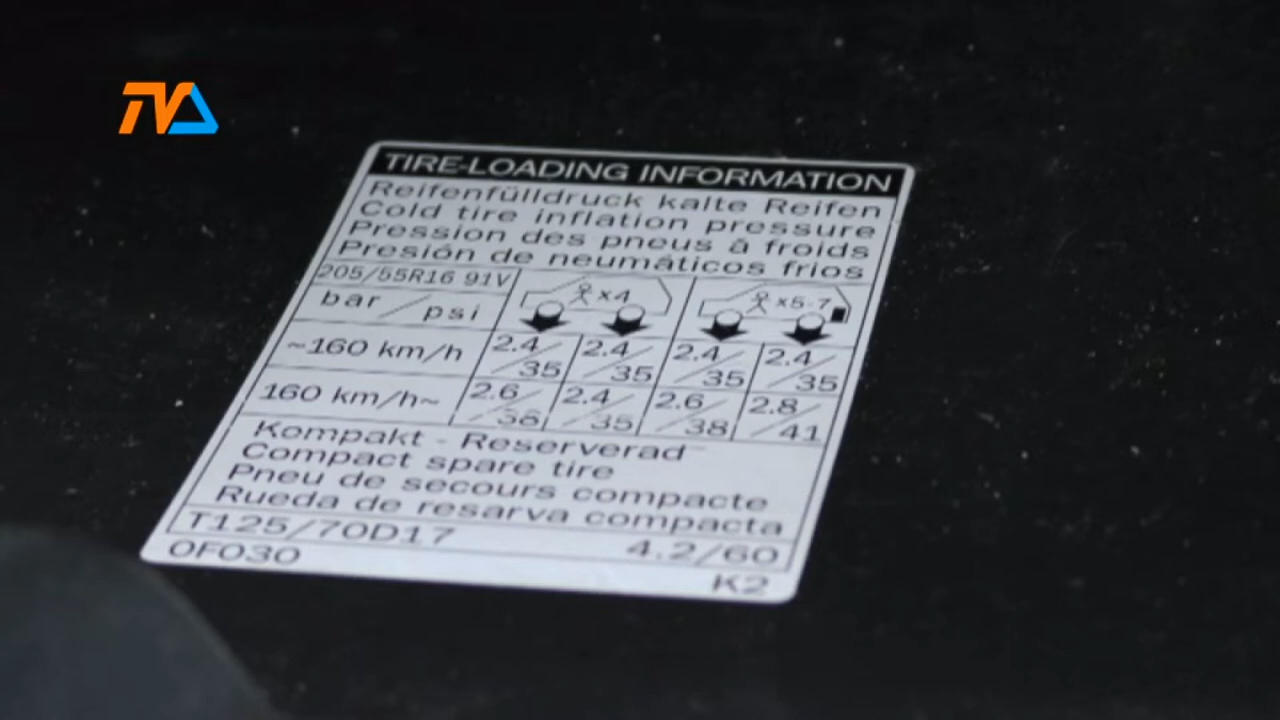 TVA
TIRE-LOADING INFORMATION
Reifenfülldruck kalte Reifen
Cold tire inflation pressure
Pression des pneus à froids
Presión de neumáticos frios
205/55R16 91V
x4
x5-7
bar / psi
~160 km/h 2.4/35 2.4/35 2.4/35 2.4/35
160 km/h~ 2.6/38 2.4/35 2.6/38 2.8/41
Kompakt - Reserverad
Compact spare tire
Pneu de secours compacte
Rueda de resarva compacta
T125/70D17 4.2/60
0F030 K2